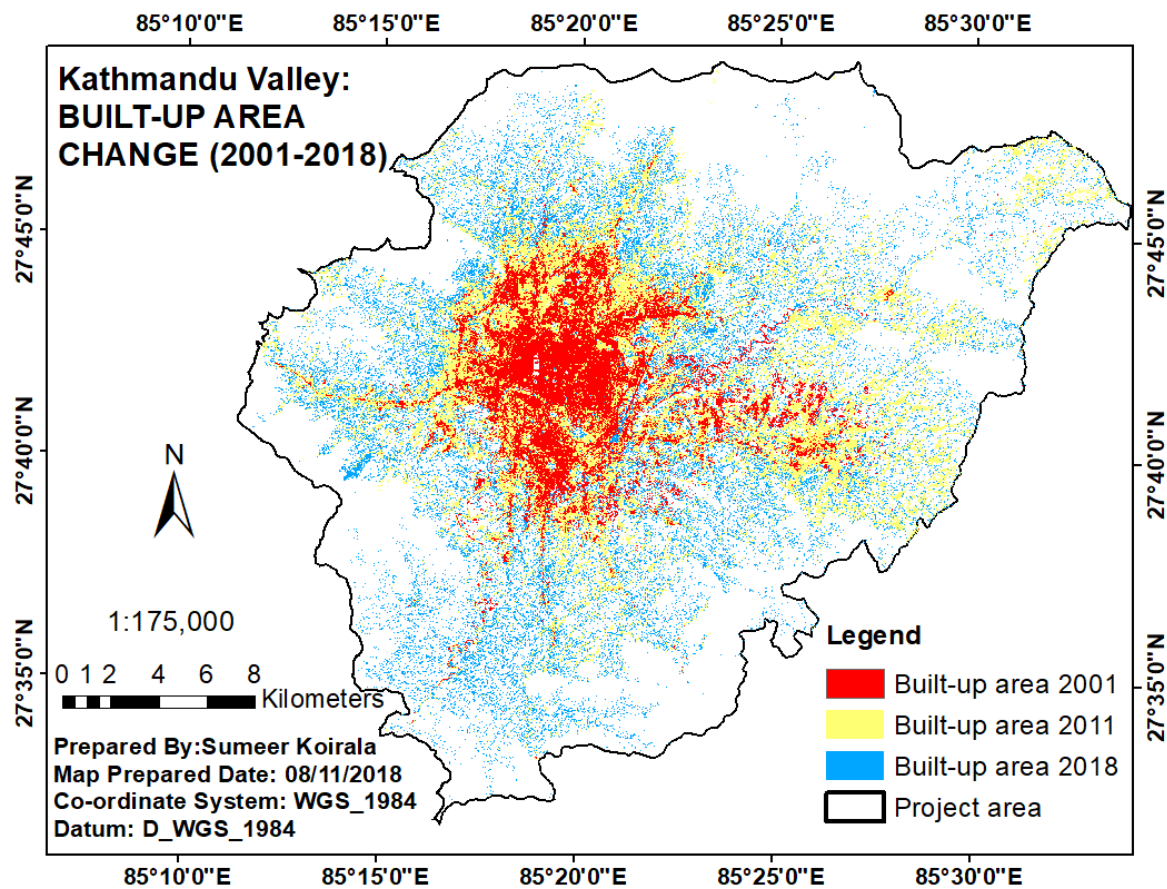 85°10'0"E 85°15'0"E 85°20'0"E 85°25'0"E 85°30'0"E
Kathmandu Valley:
BUILT-UP AREA
CHANGE (2001-2018)
27°45'0"N
27°40'0"N
27°35'0"N
27°45'0"N
27°40'0"N
27°35'0"N
N
1:175,000
0 1 2 4 6 8
Kilometers
Prepared By:Sumeer Koirala
Map Prepared Date: 08/11/2018
Co-ordinate System: WGS_1984
Datum: D_WGS_1984
Legend
Built-up area 2001
Built-up area 2011
Built-up area 2018
Project area
85°10'0"E 85°15'0"E 85°20'0"E 85°25'0"E 85°30'0"E